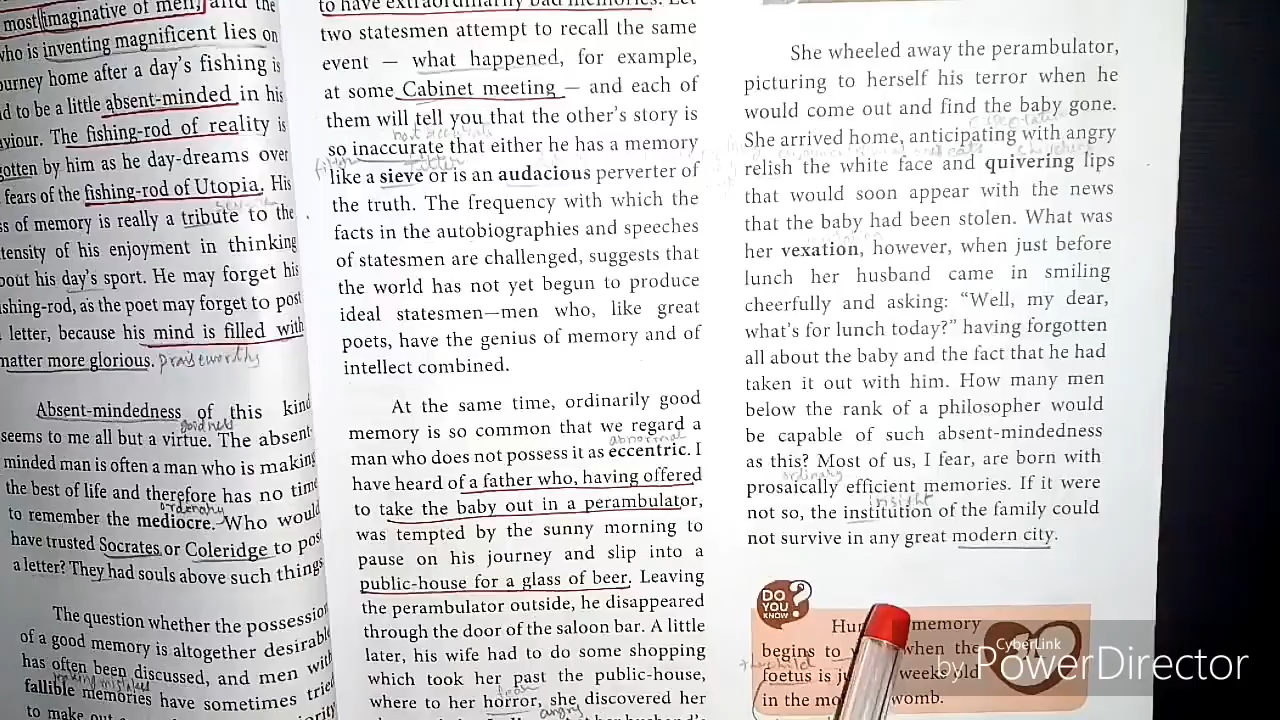 most imaginative of men, and the
who is inventing magnificent lies on
ourney home after a day's fishing is
d to be a little absent-minded in his
aviour. The fishing-rod of reality is
gotten by him as he day-dreams over
fears of the fishing-rod of Utopia. His
ss of memory is really a tribute to the
tensity of his enjoyment in thinking
bout his day's sport. He may forget his
shing-rod, as the poet may forget to post
letter, because his mind is filled with
matter more glorious. praiseworthy
Absent-mindedness of this kind
goodness
seems to me all but a virtue. The absent-
minded man is often a man who is making
the best of life and therefore has no time
ordenary
to remember the mediocre. Who would
have trusted Socrates or Coleridge to pos
a letter? They had souls above such things
The question whether the possession
of a good memory is altogether desirable
has often been discussed, and men with
making mistakes
fallible memories have sometimes tried
to make out
to have extraordinarily bad memories. Let
two statesmen attempt to recall the same
event — what happened, for example,
at some Cabinet meeting — and each of
them will tell you that the other's story is
not accurate
so inaccurate that either he has a memory
like a sieve or is an audacious perverter of
the truth. The frequency with which the
facts in the autobiographies and speeches
of statesmen are challenged, suggests that
the world has not yet begun to produce
ideal statesmen—men who, like great
poets, have the genius of memory and of
intellect combined.
At the same time, ordinarily good
memory is so common that we regard a
abnormal
man who does not possess it as eccentric. I
have heard of a father who, having offered
to take the baby out in a perambulator,
was tempted by the sunny morning to
pause on his journey and slip into a
public-house for a glass of beer. Leaving
the perambulator outside, he disappeared
through the door of the saloon bar. A little
later, his wife had to do some shopping
which took her past the public-house,
fear
where to her horror, she discovered her
angry
She wheeled away the perambulator,
picturing to herself his terror when he
would come out and find the baby gone.
She arrived home, anticipating with angry
relish the white face and quivering lips
that would soon appear with the news
that the baby had been stolen. What was
her vexation, however, when just before
lunch her husband came in smiling
cheerfully and asking: “Well, my dear,
what's for lunch today?” having forgotten
all about the baby and the fact that he had
taken it out with him. How many men
below the rank of a philosopher would
be capable of such absent-mindedness
as this? Most of us, I fear, are born with
ordinary
prosaically efficient memories. If it were
insight
not so, the institution of the family could
not survive in any great modern city.
DO YOU KNOW?
memory
begins to when the
foetus is weeks old
in the womb.
CyberLink
by PowerDirector